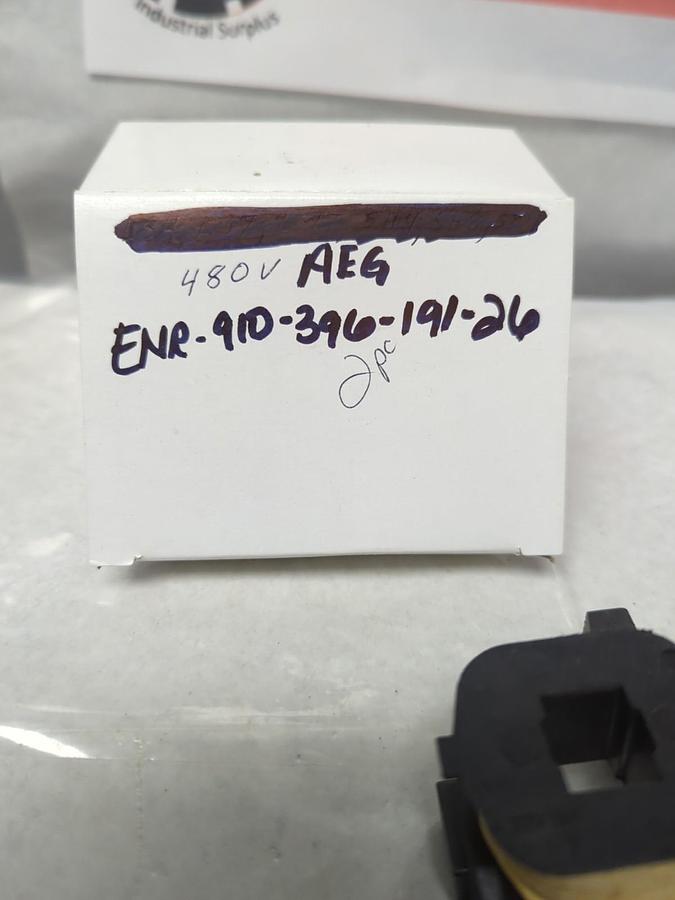 Industrial Surplus
480V AEG
ENR-910-396-191-26
2pc